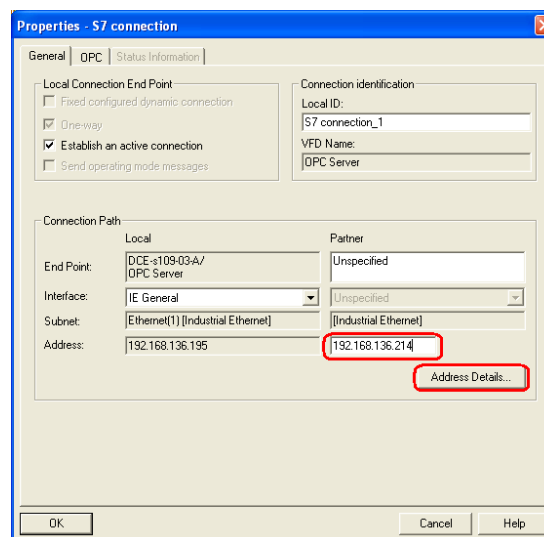 Properties - S7 connection
General OPC Status Information
Local Connection End Point
Fixed configured dynamic connection
One-way
Establish an active connection
Send operating mode messages
Connection identification
Local ID:
S7 connection_1
VFD Name:
OPC Server
Connection Path
Local Partner
End Point: DCE-s109-03-A/ Unspecified
OPC Server
Interface: IE General Unspecified
Subnet: Ethernet(1) [Industrial Ethernet] [Industrial Ethernet]
Address: 192.168.136.195 192.168.136.214
Address Details...
OK Cancel Help